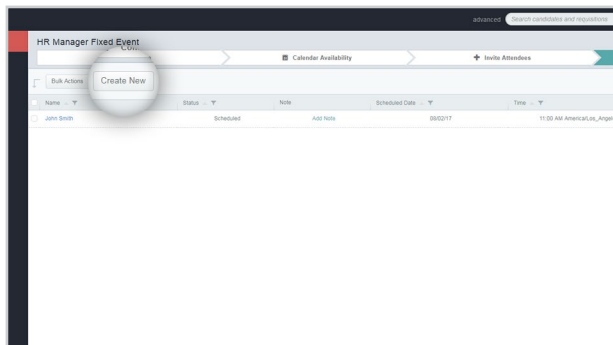 advanced Search candidates and requisitions
HR Manager Fixed Event
Calendar Availability
Invite Attendees
Bulk Actions Create New
Name Status Note Scheduled Date Time
John Smith Scheduled Add Note 09/02/17 11:00 AM America/Los_Angel